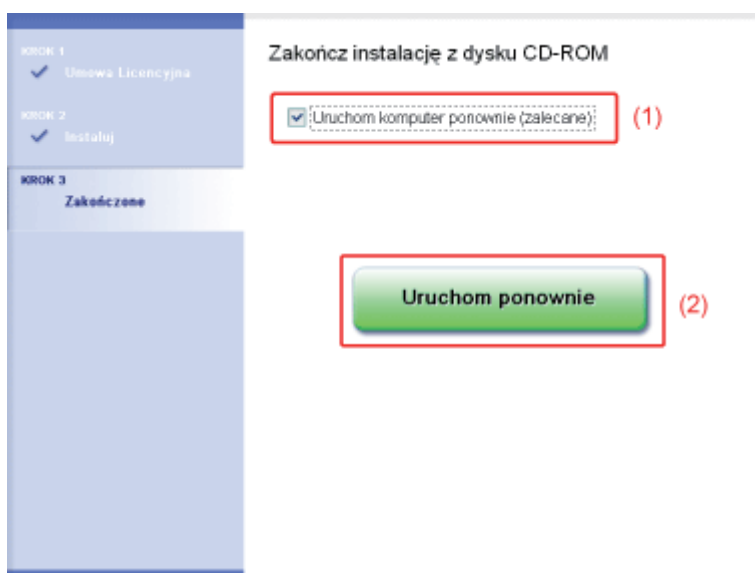 KROK 1
Umowa Licencyjna
KROK 2
Instaluj
KROK 3
Zakończone
Zakończ instalację z dysku CD-ROM
Uruchom komputer ponownie (zalecane)
(1)
Uruchom ponownie
(2)